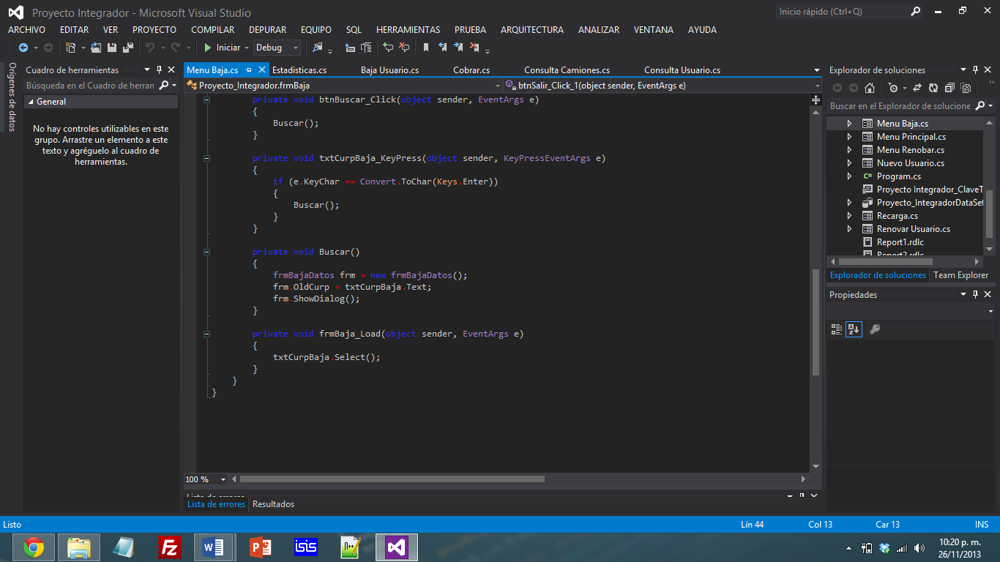 Proyecto Integrador - Microsoft Visual Studio
Inicio rápido (Ctrl+Q)
ARCHIVO EDITAR VER PROYECTO COMPILAR DEPURAR EQUIPO SQL HERRAMIENTAS PRUEBA ARQUITECTURA ANALIZAR VENTANA AYUDA
Iniciar Debug
Orígenes de datos
Cuadro de herramientas
Búsqueda en el Cuadro de herran
General
No hay controles utilizables en este
grupo. Arrastre un elemento a este
texto y agréguelo al cuadro de
herramientas.
Menu Baja.cs Estadisticas.cs Baja Usuario.cs Cobrar.cs Consulta Camiones.cs Consulta Usuario.cs
Proyecto_Integrador.frmBaja btnSalir_Click_1(object sender, EventArgs e)
private void btnBuscar_Click(object sender, EventArgs e)
{
Buscar();
}
private void txtCurpBaja_KeyPress(object sender, KeyPressEventArgs e)
{
if (e.KeyChar == Convert.ToChar(Keys.Enter))
{
Buscar();
}
}
private void Buscar()
{
frmBajaDatos frm = new frmBajaDatos();
frm.OldCurp = txtCurpBaja.Text;
frm.ShowDialog();
}
private void frmBaja_Load(object sender, EventArgs e)
{
txtCurpBaja.Select();
}
}
}
100 %
Lista de errores
Lista de errores Resultados
Explorador de soluciones
Buscar en el Explorador de solucione
Menu Baja.cs
Menu Principal.cs
Menu Renobar.cs
Nuevo Usuario.cs
C# Program.cs
Proyecto Integrador_ClaveT
Proyecto_IntegradorDataSet
Recarga.cs
Renovar Usuario.cs
Report1.rdlc
Report2.rdlc
Explorador de soluciones Team Explorer
Propiedades
Listo Lín 44 Col 13 Car 13 INS
Fz W P isis n++
10:20 p. m.
26/11/2013